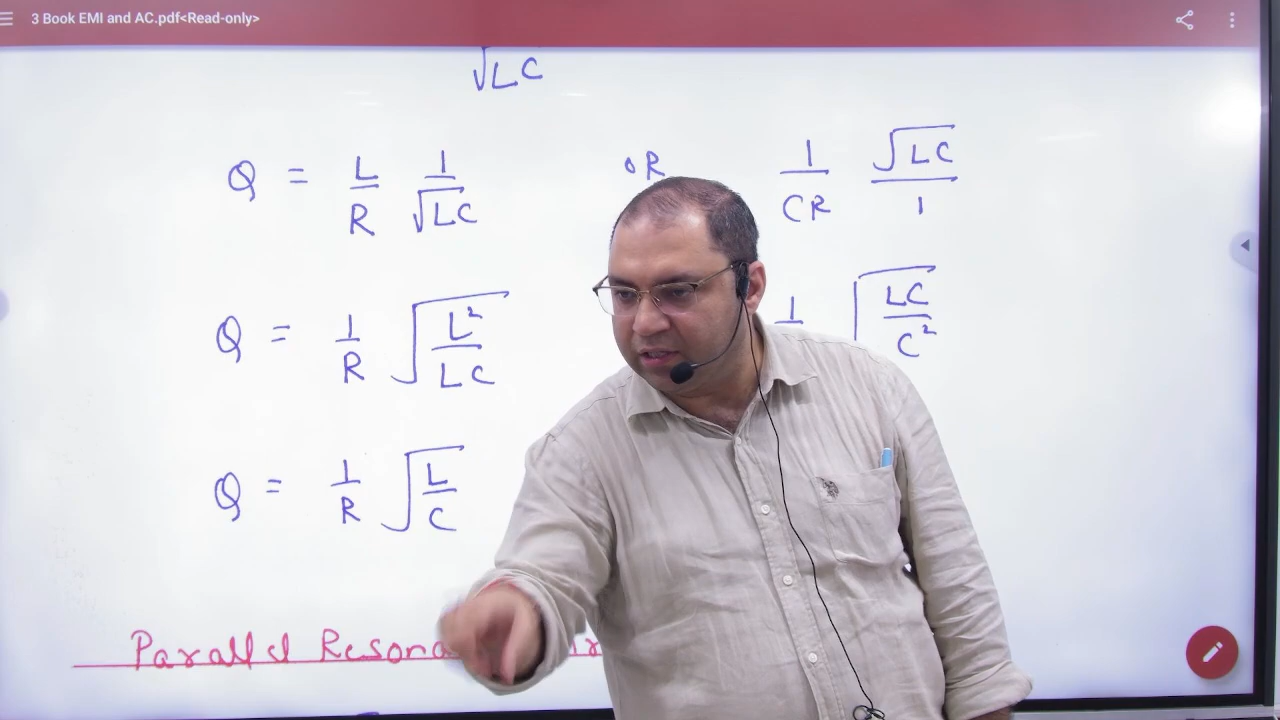 3 Book EMI and AC.pdf<Read-only>
√LC
Q = L/R 1/√LC OR 1/CR √LC/1
Q = 1/R √(L²/LC) 1 √(LC/C²)
Q = 1/R √(L/C)
Parallel